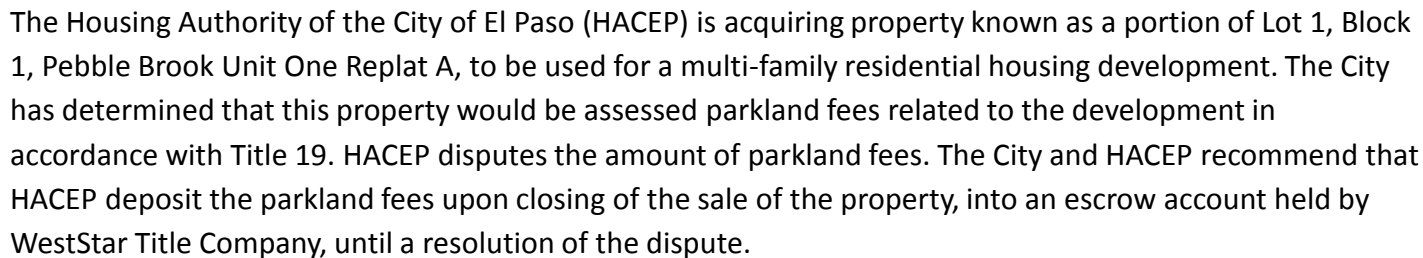 The Housing Authority of the City of El Paso (HACEP) is acquiring property known as a portion of Lot 1, Block
1, Pebble Brook Unit One Replat A, to be used for a multi-family residential housing development. The City
has determined that this property would be assessed parkland fees related to the development in
accordance with Title 19. HACEP disputes the amount of parkland fees. The City and HACEP recommend that
HACEP deposit the parkland fees upon closing of the sale of the property, into an escrow account held by
WestStar Title Company, until a resolution of the dispute.